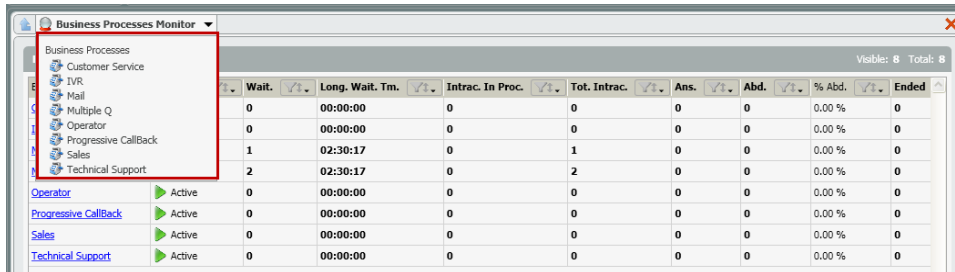 Business Processes Monitor
Visible: 8 Total: 8
Business Processes
Customer Service
IVR
Mail
Multiple Q
Operator
Progressive CallBack
Sales
Technical Support
Wait. Long. Wait. Tm. Intrac. In Proc. Tot. Intrac. Ans. Abd. % Abd. Ended
0 00:00:00 0 0 0 0 0.00 % 0
0 00:00:00 0 0 0 0 0.00 % 0
1 02:30:17 0 1 0 0 0.00 % 0
2 02:30:17 0 2 0 0 0.00 % 0
Operator Active 0 00:00:00 0 0 0 0 0.00 % 0
Progressive CallBack Active 0 00:00:00 0 0 0 0 0.00 % 0
Sales Active 0 00:00:00 0 0 0 0 0.00 % 0
Technical Support Active 0 00:00:00 0 0 0 0 0.00 % 0